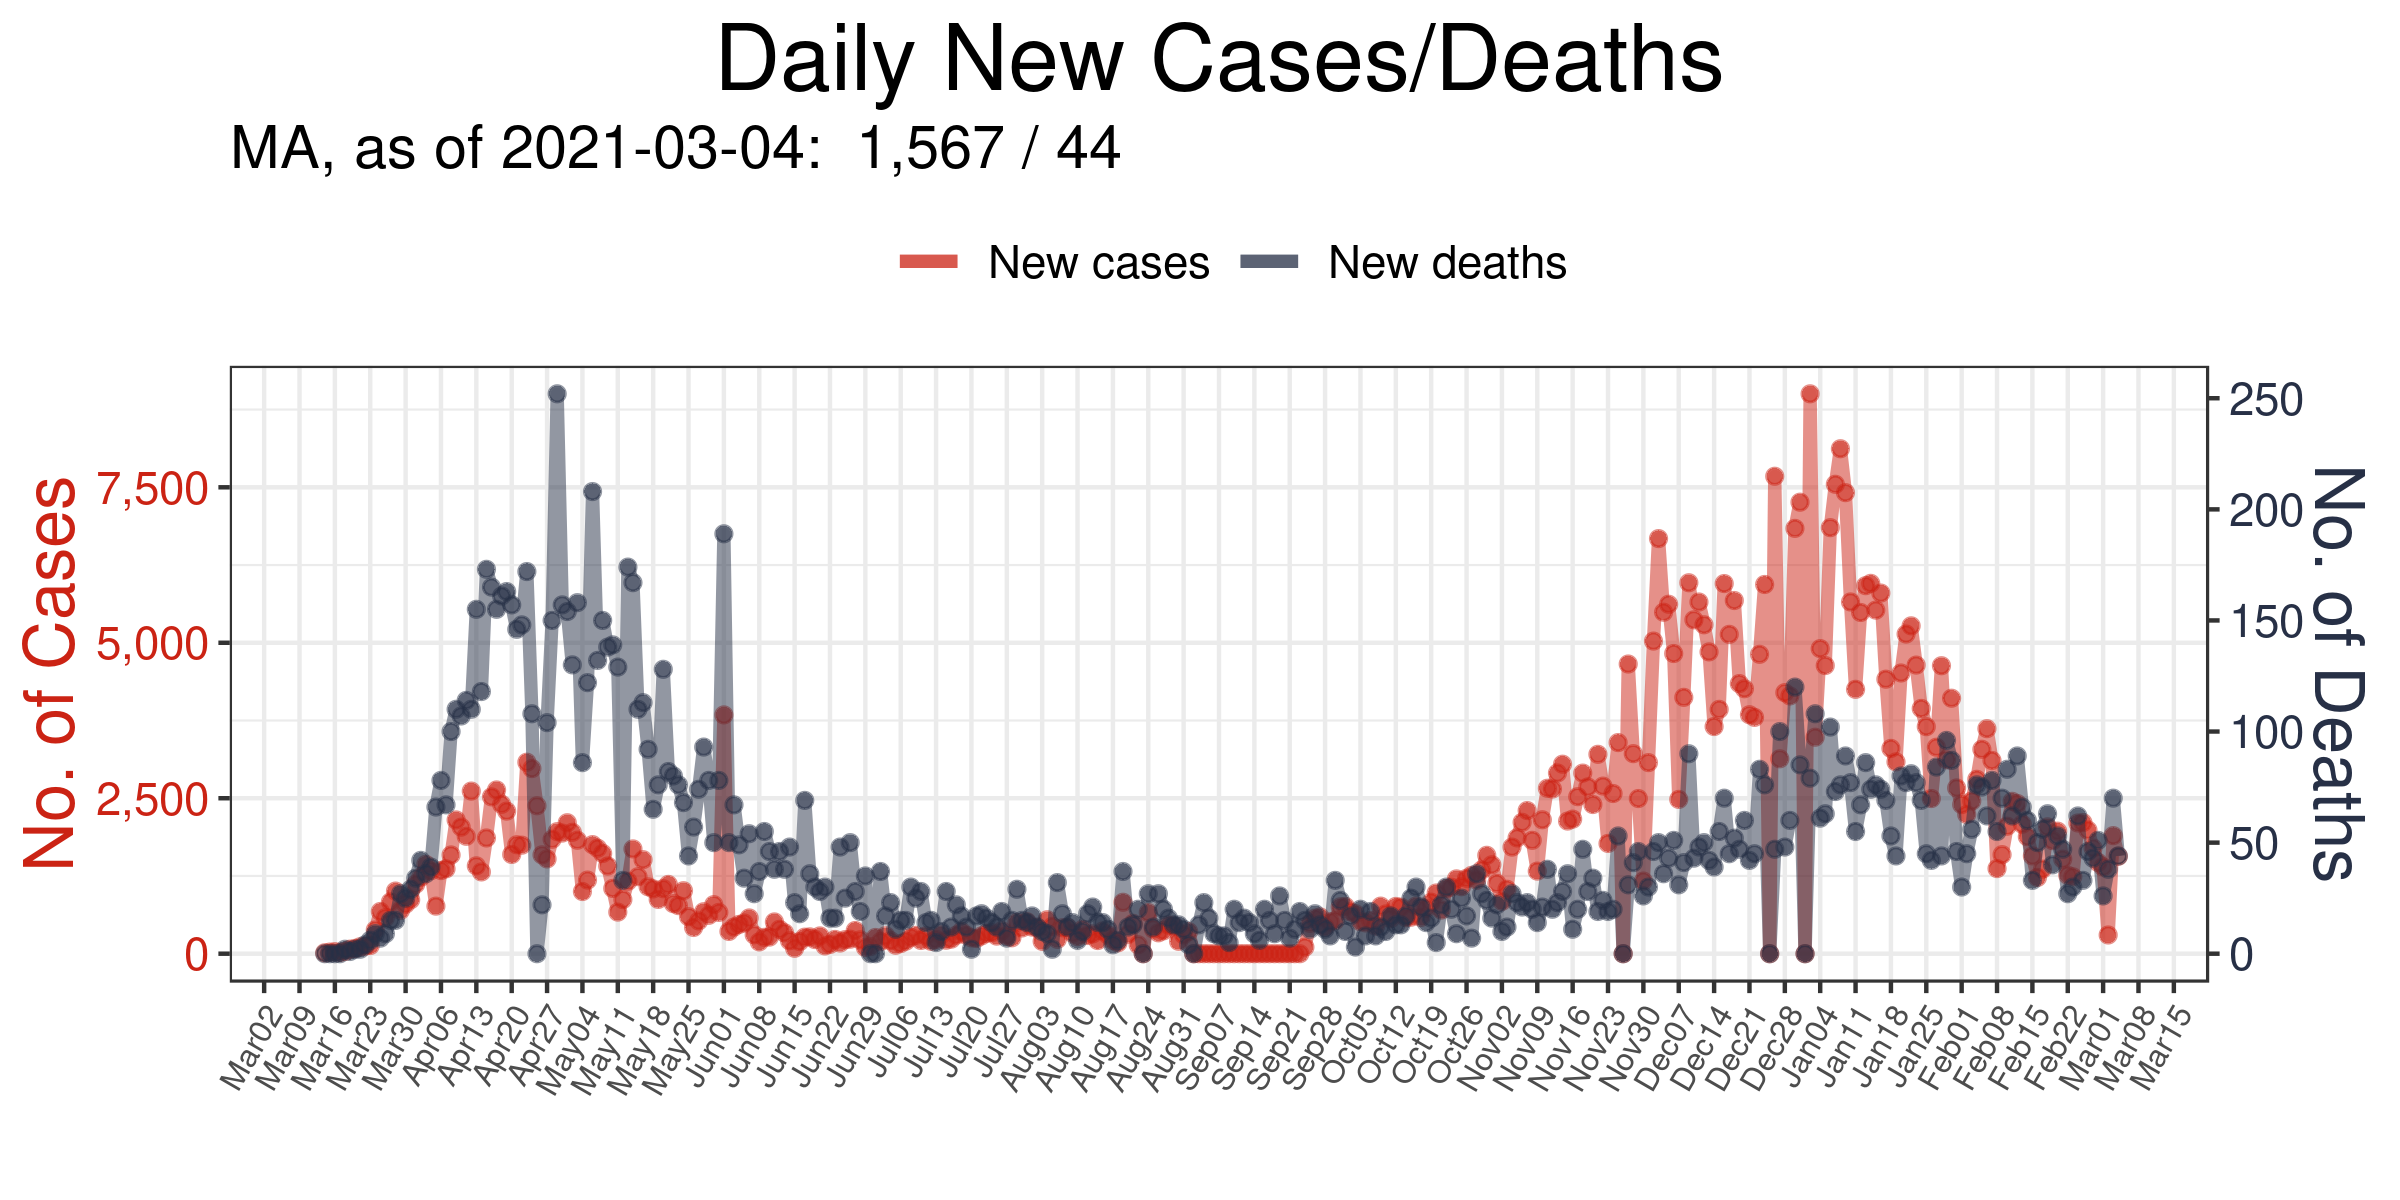 Daily New Cases/Deaths
MA, as of 2021-03-04:  1,567 / 44
New cases
New deaths
No. of Cases
7,500
5,000
2,500
0
No. of Deaths
250
200
150
100
50
0
Mar02
Mar09
Mar16
Mar23
Mar30
Apr06
Apr13
Apr20
Apr27
May04
May11
May18
May25
Jun01
Jun08
Jun15
Jun22
Jun29
Jul06
Jul13
Jul20
Jul27
Aug03
Aug10
Aug17
Aug24
Aug31
Sep07
Sep14
Sep21
Sep28
Oct05
Oct12
Oct19
Oct26
Nov02
Nov09
Nov16
Nov23
Nov30
Dec07
Dec14
Dec21
Dec28
Dec04
Jan11
Jan18
Jan25
Feb01
Feb08
Feb15
Feb22
Mar01
Mar08
Mar15